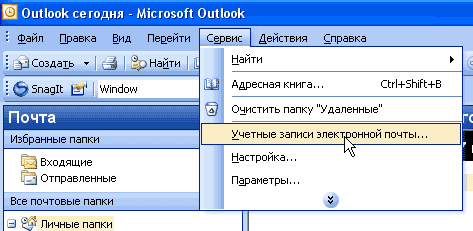 Outlook сегодня - Microsoft Outlook
Файл Правка Вид Перейти Сервис Действия Справка
Создать Найти
SnagIt Window
Почта
Избранные папки
Входящие
Отправленные
Все почтовые папки
Личные папки
Найти
Адресная книга... Ctrl+Shift+B
Очистить папку "Удаленные"
Учетные записи электронной почты...
Настройка...
Параметры...